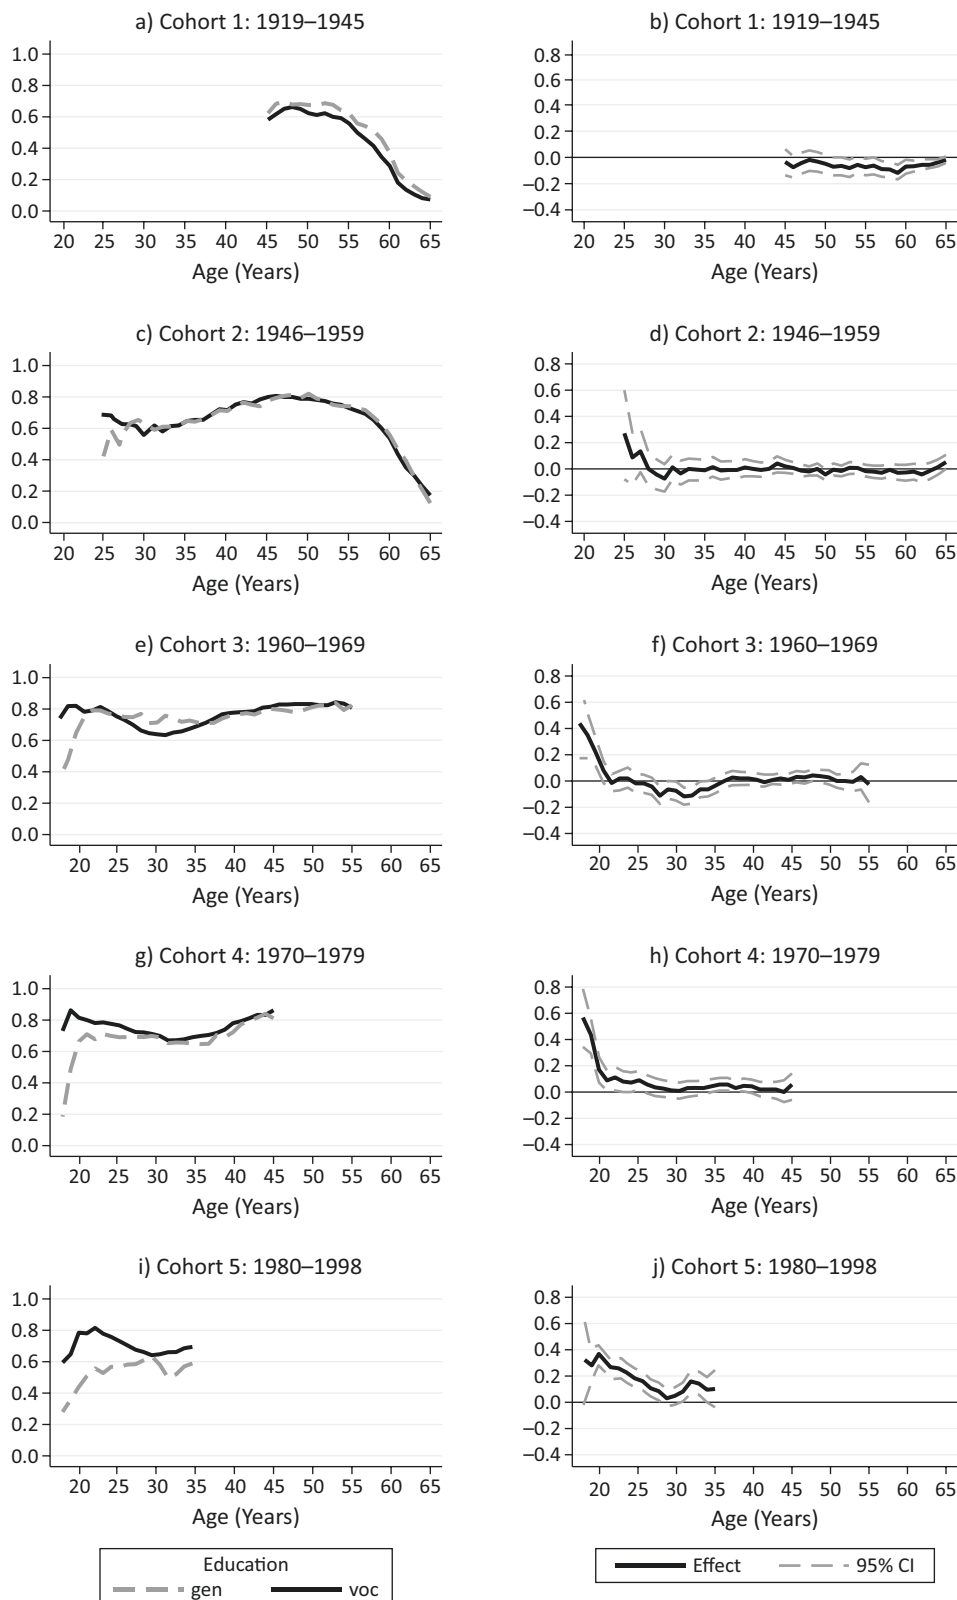 a) Cohort 1: 1919–1945
1.0
0.8
0.6
0.4
0.2
0.0
20 25 30 35 45 50 55 60 65
Age (Years)
b) Cohort 1: 1919–1945
0.8
0.6
0.4
0.2
0.0
–0.2
–0.4
20 25 30 35 40 45 50 55 60 65
Age (Years)
c) Cohort 2: 1946–1959
1.0
0.8
0.6
0.4
0.2
0.0
20 25 30 35 40 45 50 55 60 65
Age (Years)
d) Cohort 2: 1946–1959
0.8
0.6
0.4
0.2
0.0
–0.2
–0.4
20 25 30 35 40 45 50 55 60 65
Age (Years)
e) Cohort 3: 1960–1969
1.0
0.8
0.6
0.4
0.2
0.0
20 25 30 35 40 45 50 55 60 65
Age (Years)
f) Cohort 3: 1960–1969
0.8
0.6
0.4
0.2
0.0
–0.2
–0.4
20 25 30 35 40 45 50 55 60 65
Age (Years)
g) Cohort 4: 1970–1979
1.0
0.8
0.6
0.4
0.2
0.0
20 25 30 35 40 45 50 55 60 65
Age (Years)
h) Cohort 4: 1970–1979
0.8
0.6
0.4
0.2
0.0
–0.2
–0.4
20 25 30 35 40 45 50 55 60 65
Age (Years)
i) Cohort 5: 1980–1998
1.0
0.8
0.6
0.4
0.2
0.0
20 25 30 35 40 45 50 55 60 65
Age (Years)
j) Cohort 5: 1980–1998
0.8
0.6
0.4
0.2
0.0
–0.2
–0.4
20 25 30 35 40 45 50 55 60 65
Age (Years)
Education
gen voc
Effect 95% CI